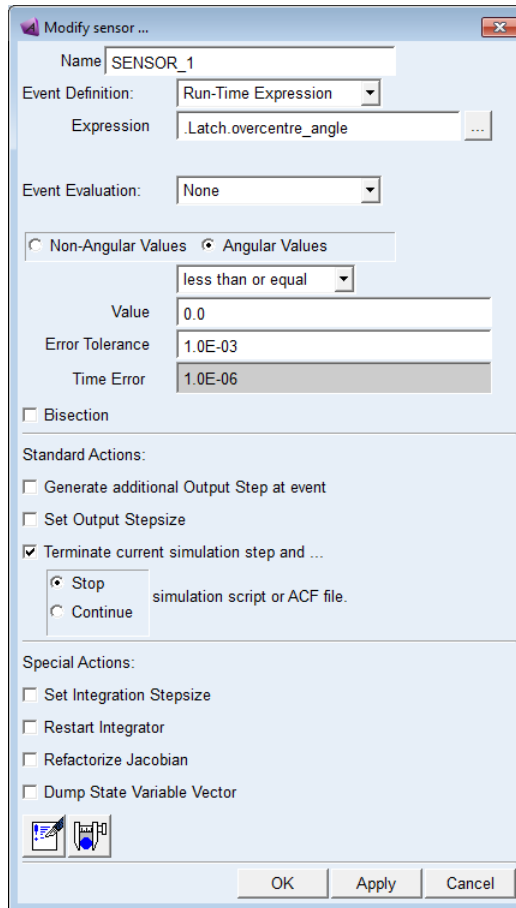 Modify sensor ...
Name SENSOR_1
Event Definition: Run-Time Expression
Expression .Latch.overcentre_angle ...
Event Evaluation: None
Non-Angular Values Angular Values
less than or equal
Value 0.0
Error Tolerance 1.0E-03
Time Error 1.0E-06
Bisection
Standard Actions:
Generate additional Output Step at event
Set Output Stepsize
Terminate current simulation step and ...
Stop
simulation script or ACF file.
Continue
Special Actions:
Set Integration Stepsize
Restart Integrator
Refactorize Jacobian
Dump State Variable Vector
OK Apply Cancel